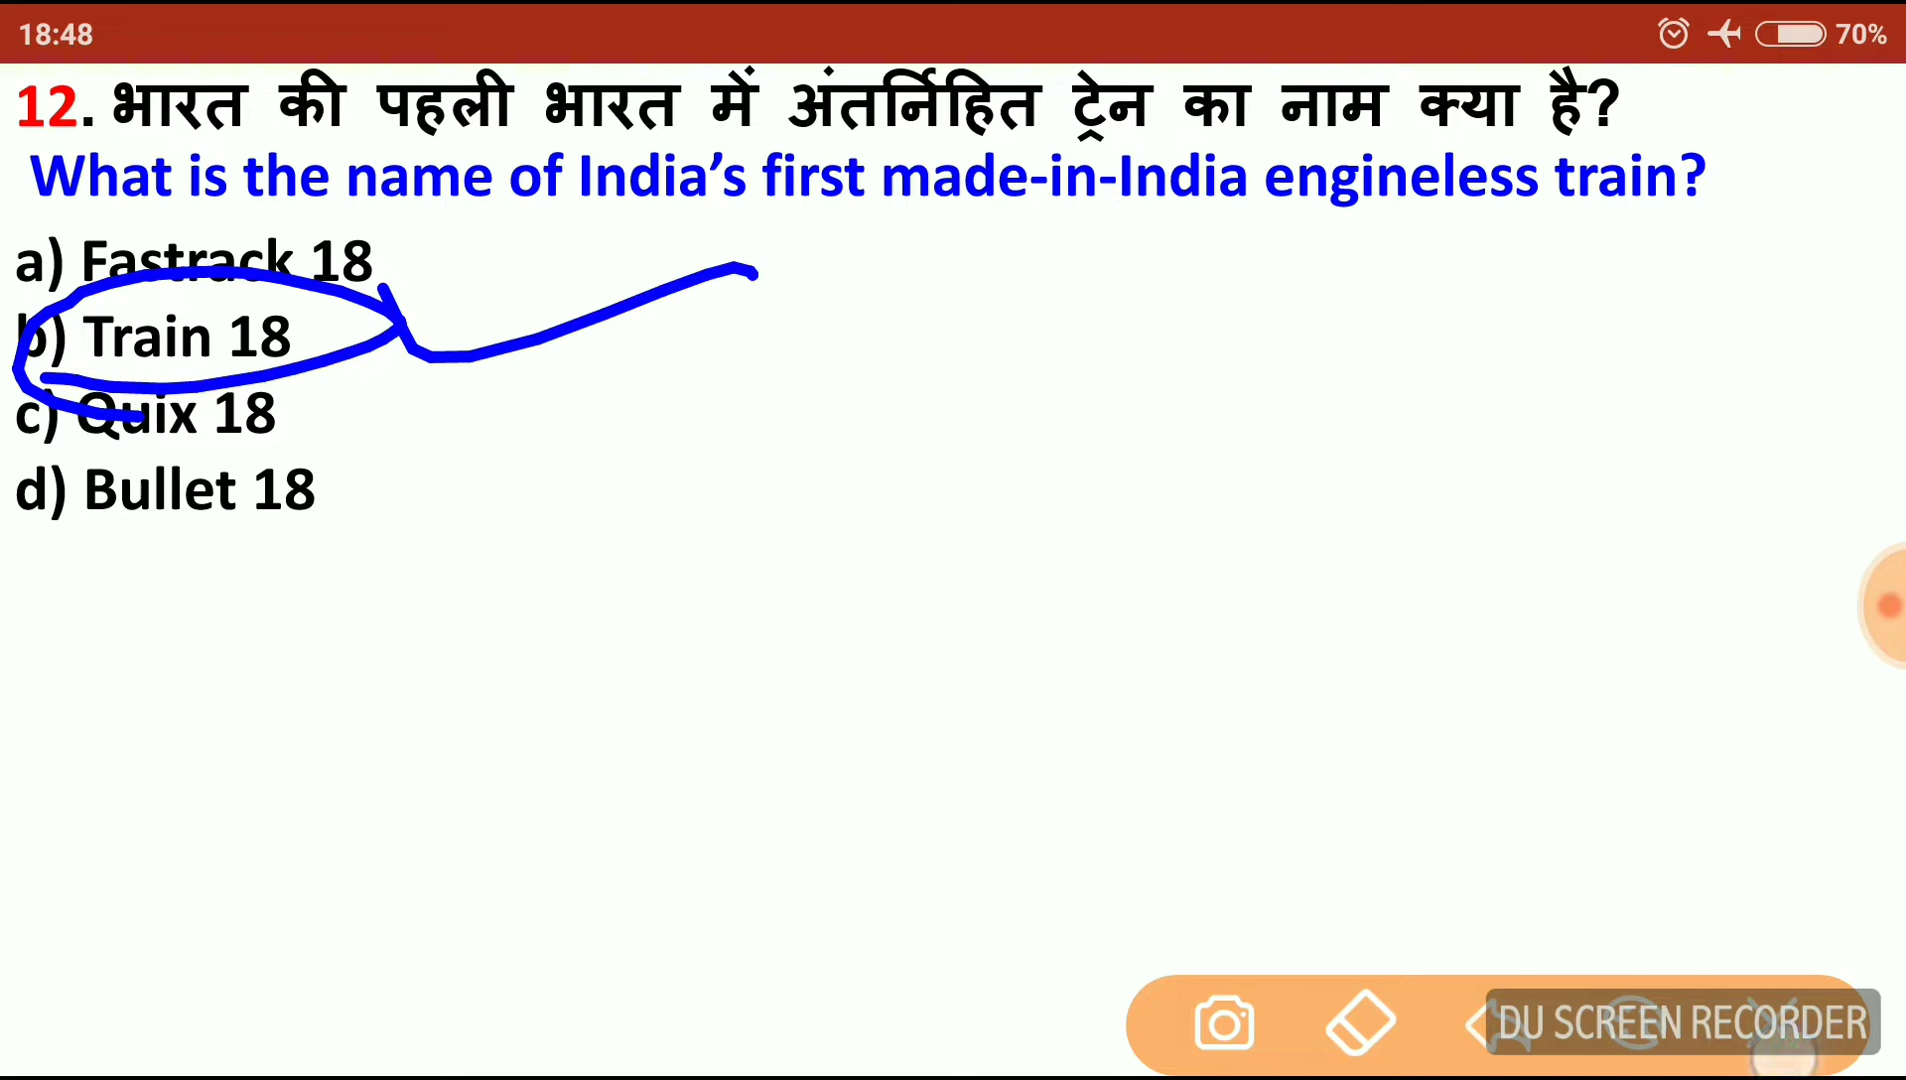 18:48
70%
12. भारत की पहली भारत में अंतर्निहित ट्रेन का नाम क्या है?
What is the name of India’s first made-in-India engineless train?
a) Fastrack 18
b) Train 18
c) Quix 18
d) Bullet 18
DU SCREEN RECORDER